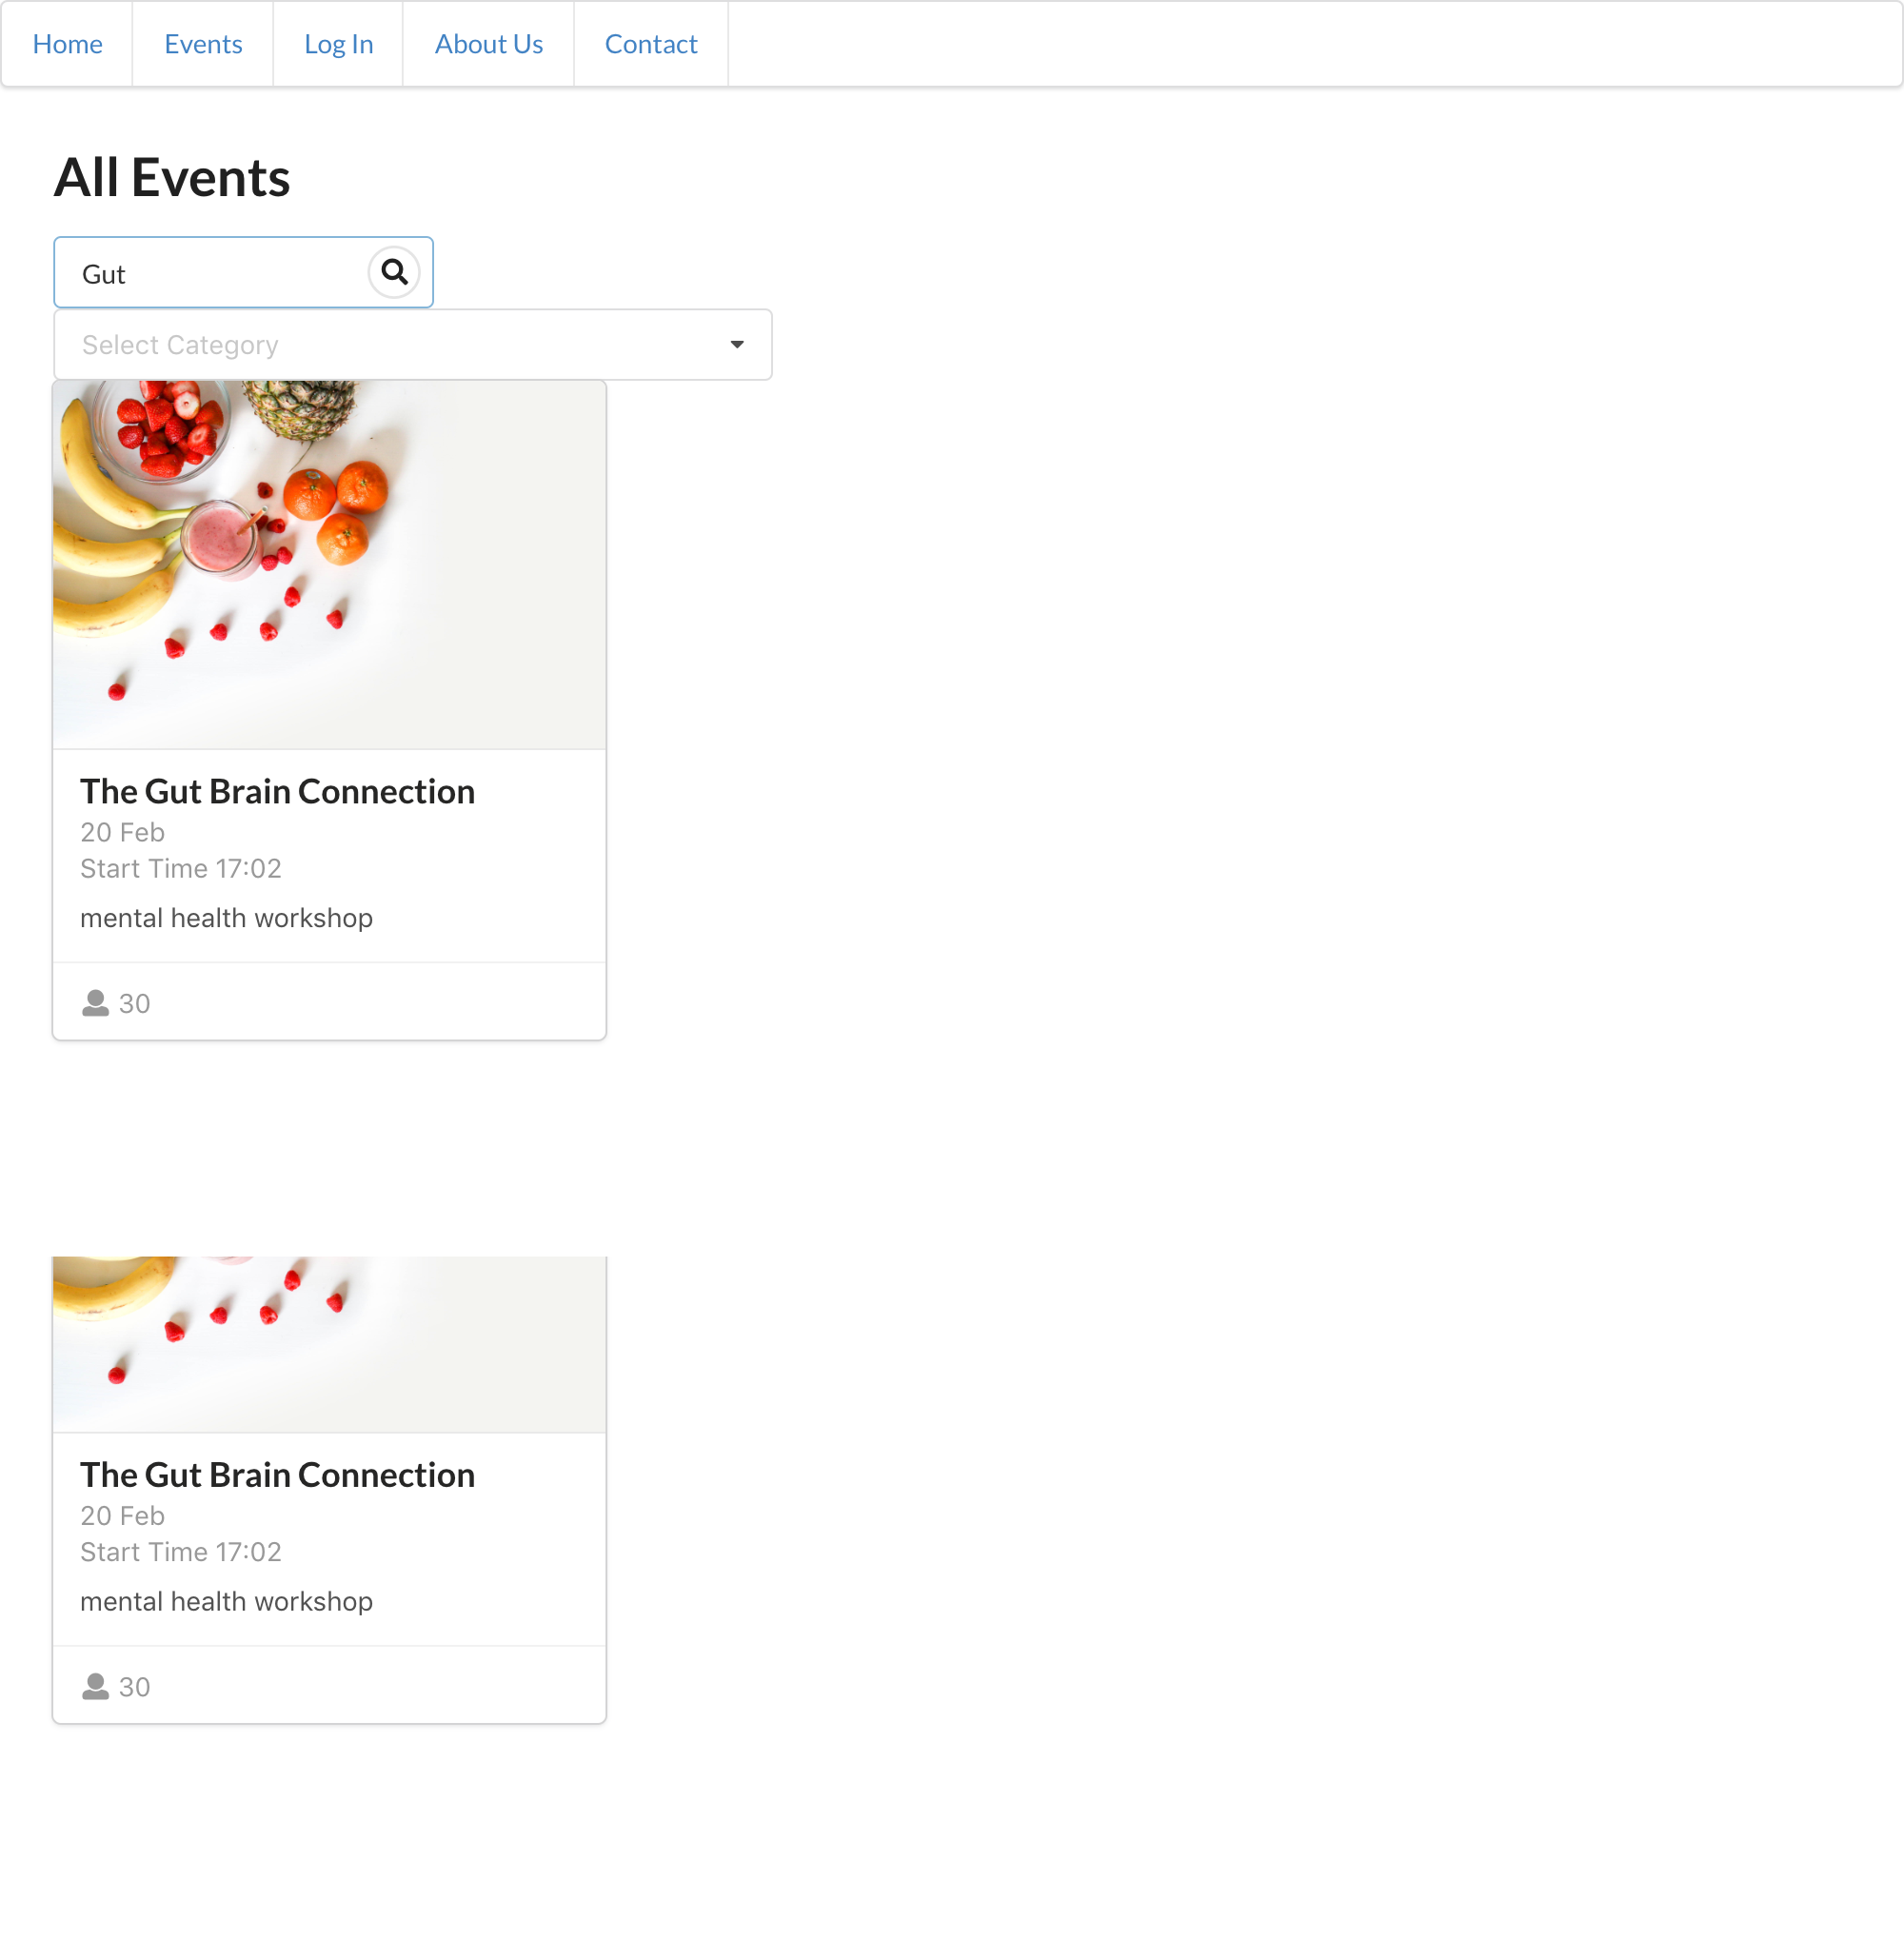 Home Events Log In About Us Contact
All Events
Gut
Select Category
The Gut Brain Connection
20 Feb
Start Time 17:02
mental health workshop
30
The Gut Brain Connection
20 Feb
Start Time 17:02
mental health workshop
30